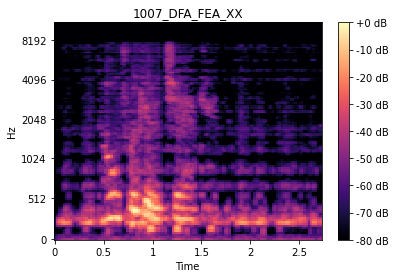 1007_DFA_FEA_XX
8192
4096
2048
1024
512
0
Hz
0
0.5
1
1.5
2
2.5
Time
+0 dB
-10 dB
-20 dB
-30 dB
-40 dB
-50 dB
-60 dB
-70 dB
-80 dB